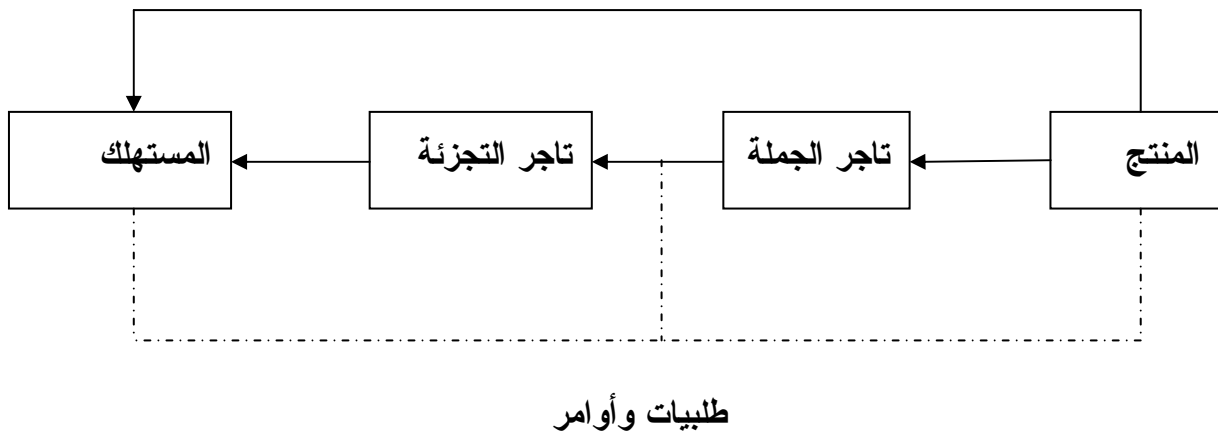 المنتج
تاجر الجملة
تاجر التجزئة
المستهلك
طلبيات وأوامر